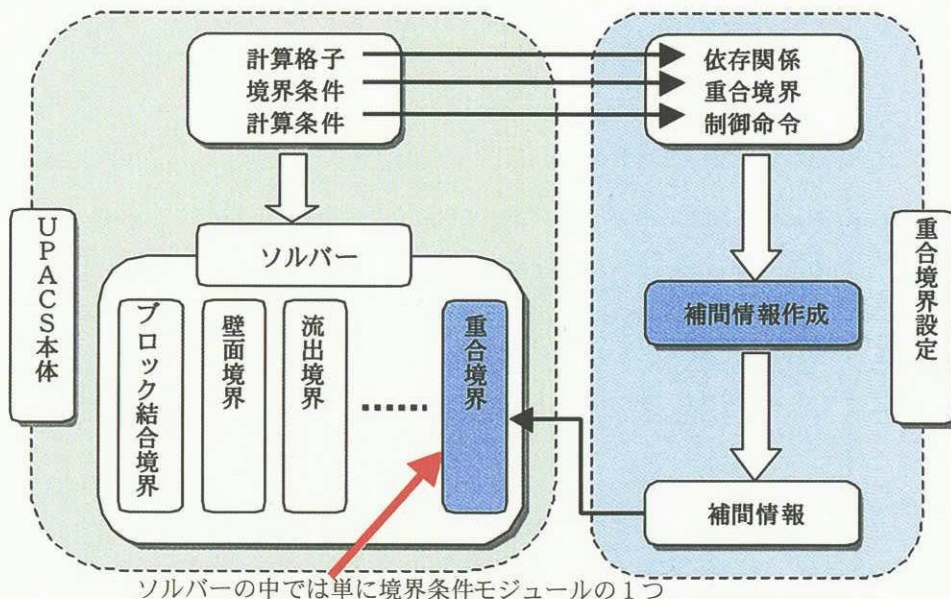 計算格子
境界条件
計算条件
依存関係
重合境界
制御命令
UPACS本体
ソルバー
ブロック結合境界
壁面境界
流出境界
重合境界
補間情報作成
重合境界設定
補間情報
ソルバーの中では単に境界条件モジュールの1つ